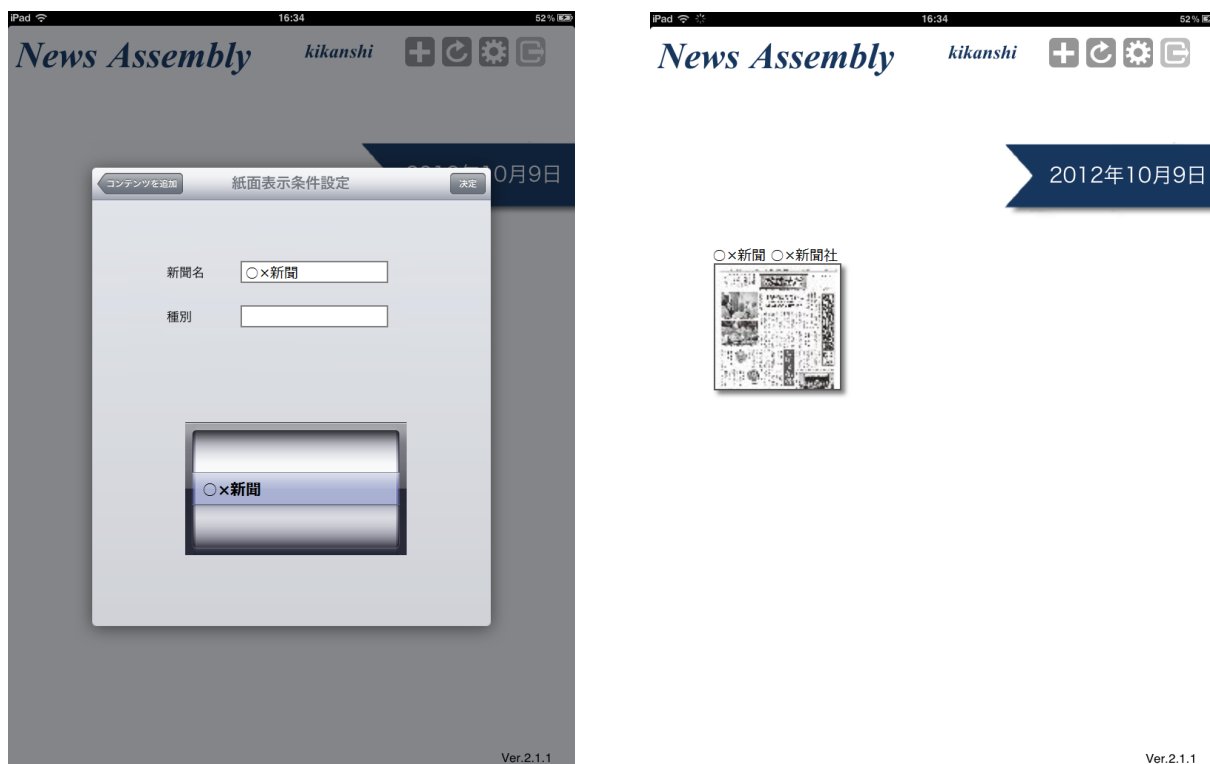 iPad 16:34 52%
News Assembly kikanshi
10月9日
コンテンツを追加 紙面表示条件設定 決定
新聞名 ○×新聞
種別
○×新聞
Ver.2.1.1
iPad 16:34 52%
News Assembly kikanshi
2012年10月9日
○×新聞 ○×新聞社
Ver.2.1.1